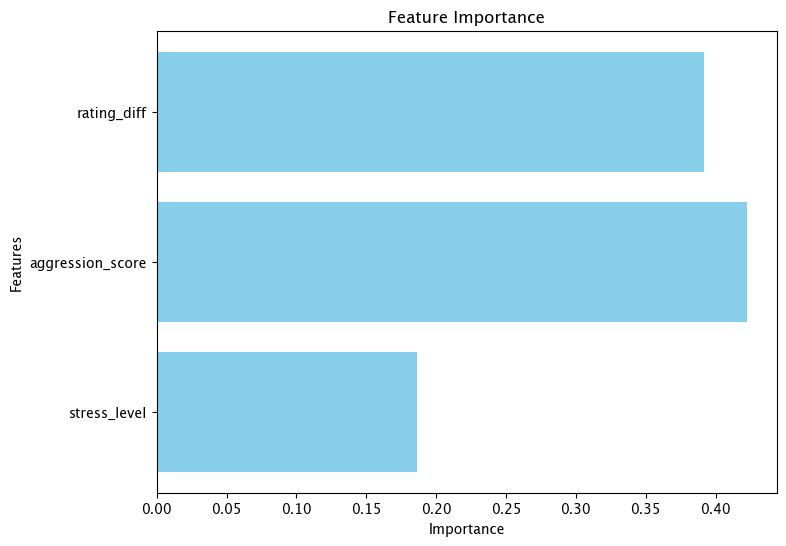 Feature Importance
rating_diff
aggression_score
stress_level
Features
0.00 0.05 0.10 0.15 0.20 0.25 0.30 0.35 0.40
Importance